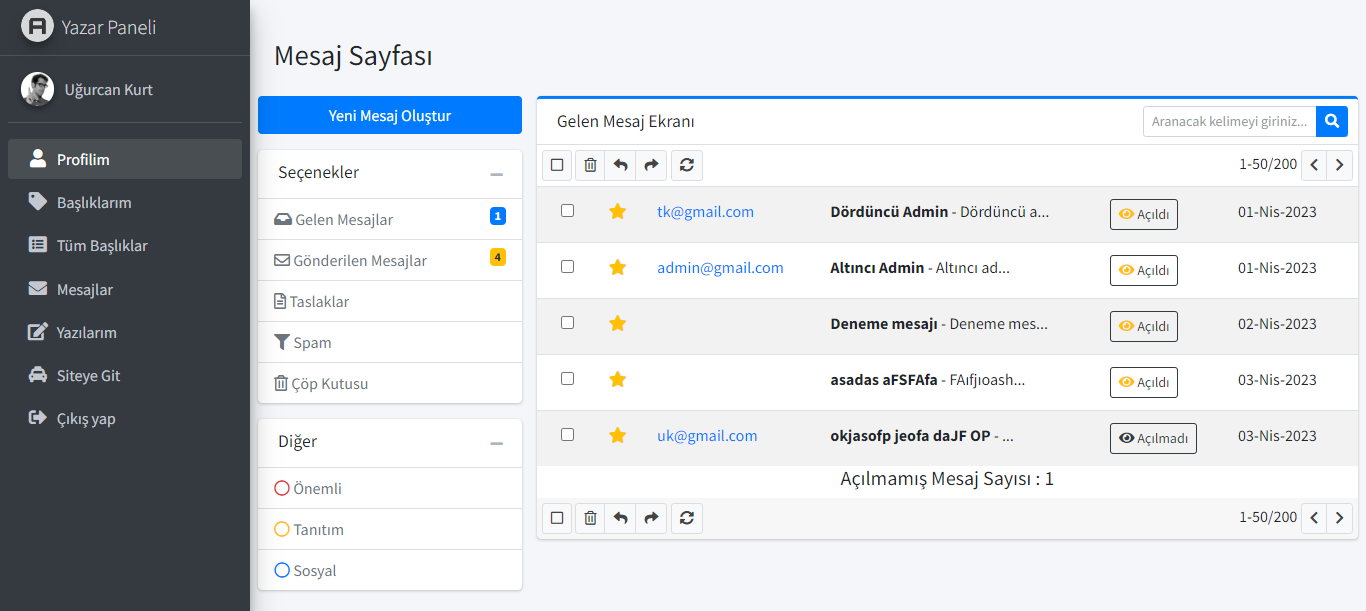 Yazar Paneli
Uğurcan Kurt
Profilim
Başlıklarım
Tüm Başlıklar
Mesajlar
Yazılarım
Siteye Git
Çıkış yap
Mesaj Sayfası
Yeni Mesaj Oluştur
Seçenekler
Gelen Mesajlar 1
Gönderilen Mesajlar 4
Taslaklar
Spam
Çöp Kutusu
Diğer
Önemli
Tanıtım
Sosyal
Gelen Mesaj Ekranı
Aranacak kelimeyi giriniz...
1-50/200
tk@gmail.com Dördüncü Admin - Dördüncü a... Açıldı 01-Nis-2023
admin@gmail.com Altıncı Admin - Altıncı ad... Açıldı 01-Nis-2023
Deneme mesajı - Deneme mes... Açıldı 02-Nis-2023
asadas aFSFAfa - FAıfjıoash... Açıldı 03-Nis-2023
uk@gmail.com okjasofp jeofa daJF OP - ... Açılmadı 03-Nis-2023
Açılmamış Mesaj Sayısı : 1
1-50/200